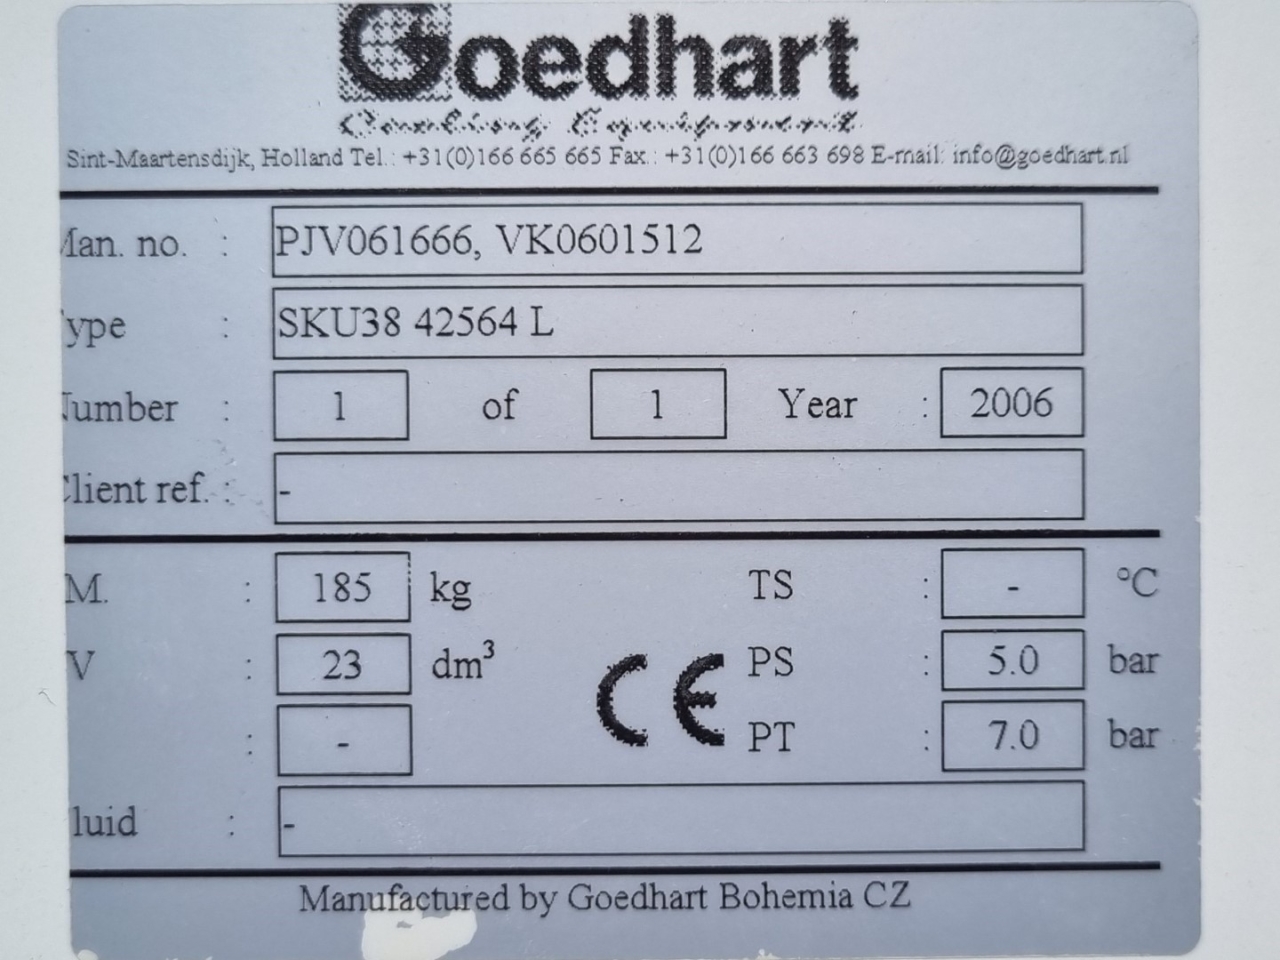 Goedhart
Cooling Equipment
Sint-Maartensdijk, Holland Tel.: +31(0)166 665 665 Fax.: +31(0)166 663 698 E-mail: info@goedhart.nl
Man. no. : PJV061666, VK0601512
Type : SKU38 42564 L
Number : 1 of 1 Year : 2006
Client ref. : -
M. : 185 kg TS : - °C
V : 23 dm³ CE PS : 5.0 bar
: - PT : 7.0 bar
luid : -
Manufactured by Goedhart Bohemia CZ